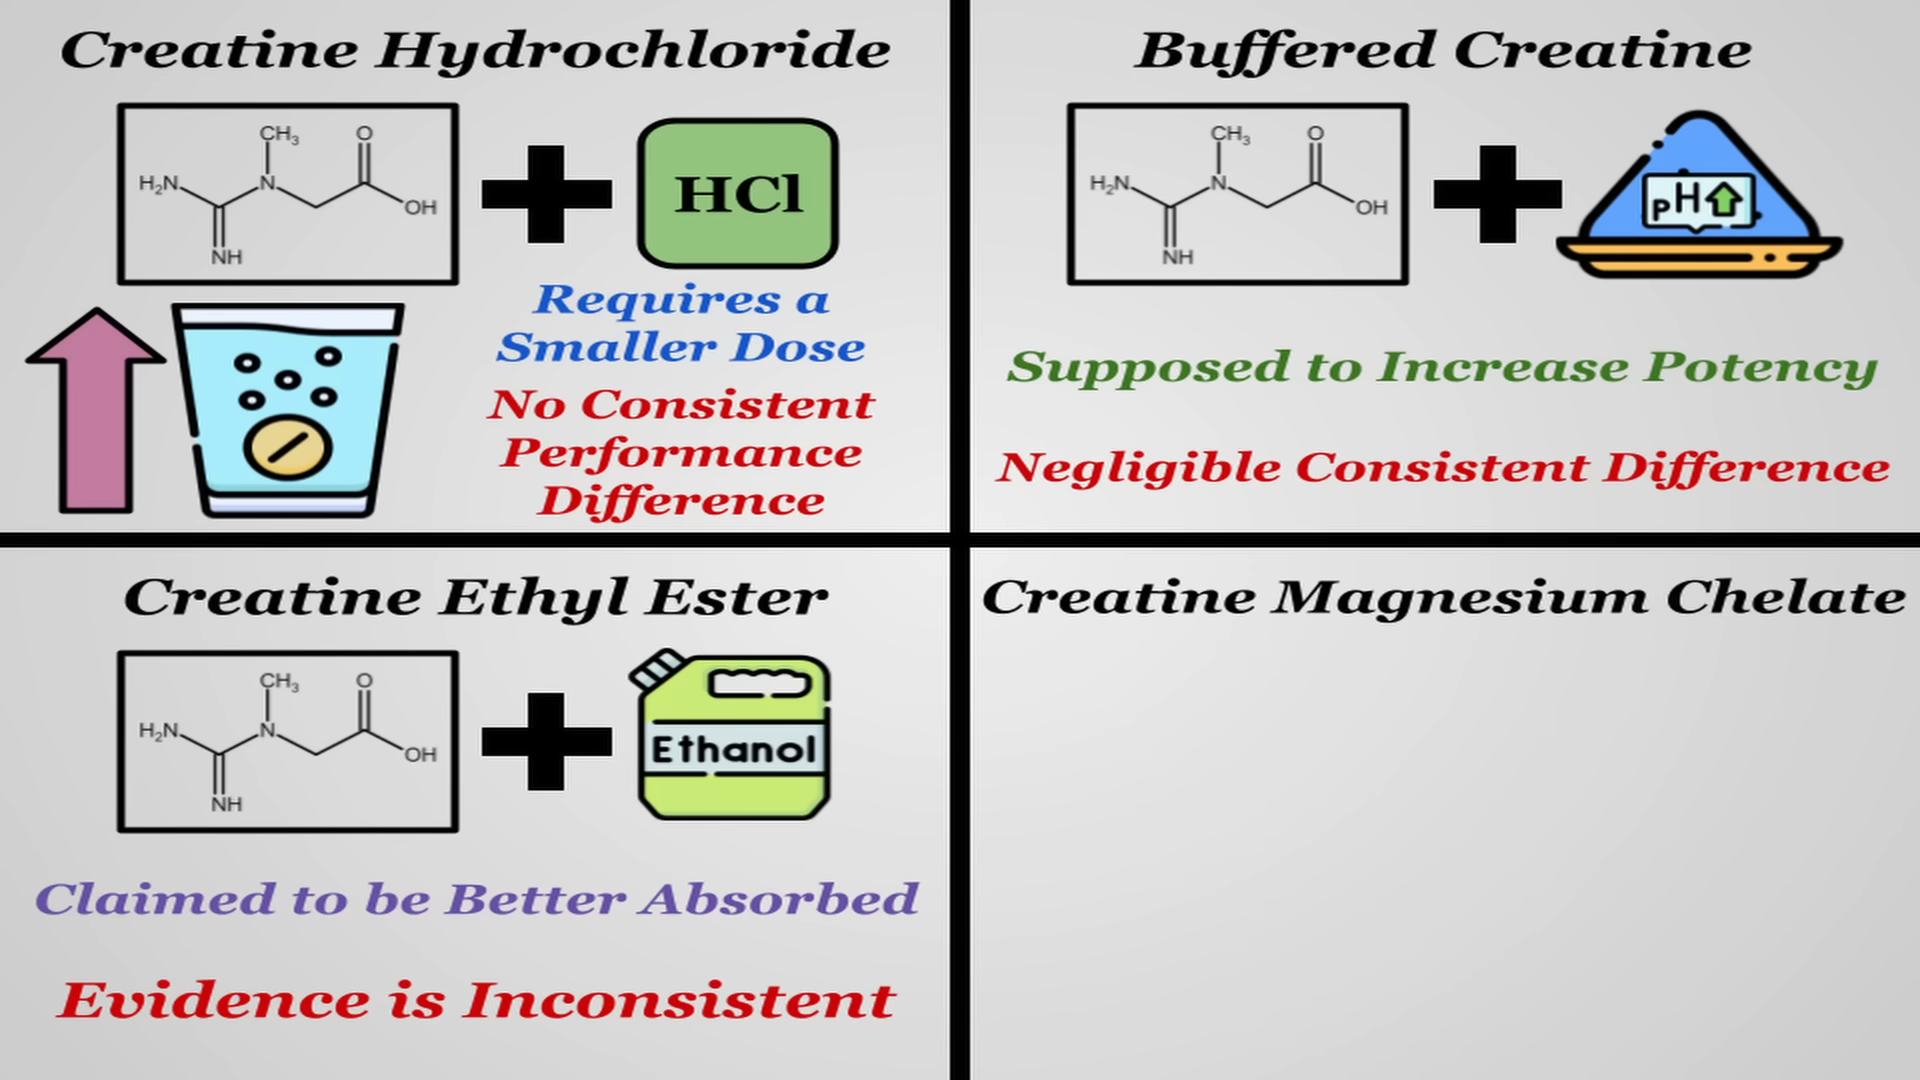 Creatine Hydrochloride
CH₃
O
H₂N
N
OH
NH
HCl
Requires a
Smaller Dose
No Consistent
Performance
Difference
Buffered Creatine
CH₃
O
H₂N
N
OH
NH
pH
Supposed to Increase Potency
Negligible Consistent Difference
Creatine Ethyl Ester
CH₃
O
H₂N
N
OH
NH
Ethanol
Claimed to be Better Absorbed
Evidence is Inconsistent
Creatine Magnesium Chelate